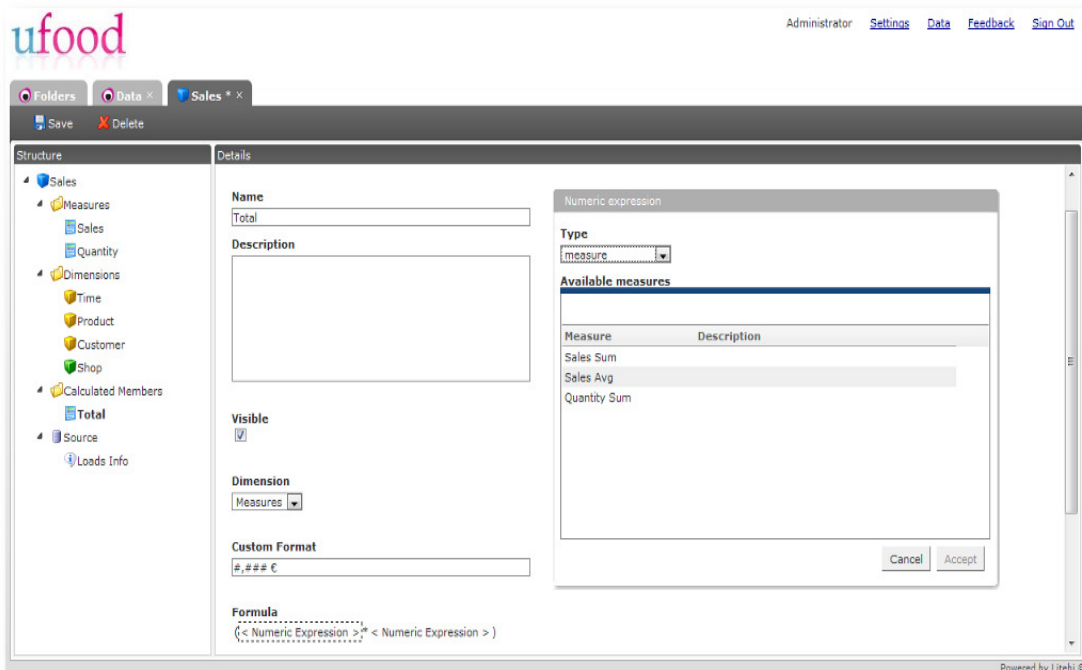 ufood
Administrator Settings Data Feedback Sign Out
Folders Data × Sales * ×
Save Delete
Structure
Sales
Measures
Sales
Quantity
Dimensions
Time
Product
Customer
Shop
Calculated Members
Total
Source
Loads Info
Details
Name
Total
Description
Visible
Dimension
Measures
Custom Format
#,### €
Formula
(< Numeric Expression > * < Numeric Expression > )
Numeric expression
Type
measure
Available measures
Measure Description
Sales Sum
Sales Avg
Quantity Sum
Cancel Accept
Powered by Litebi